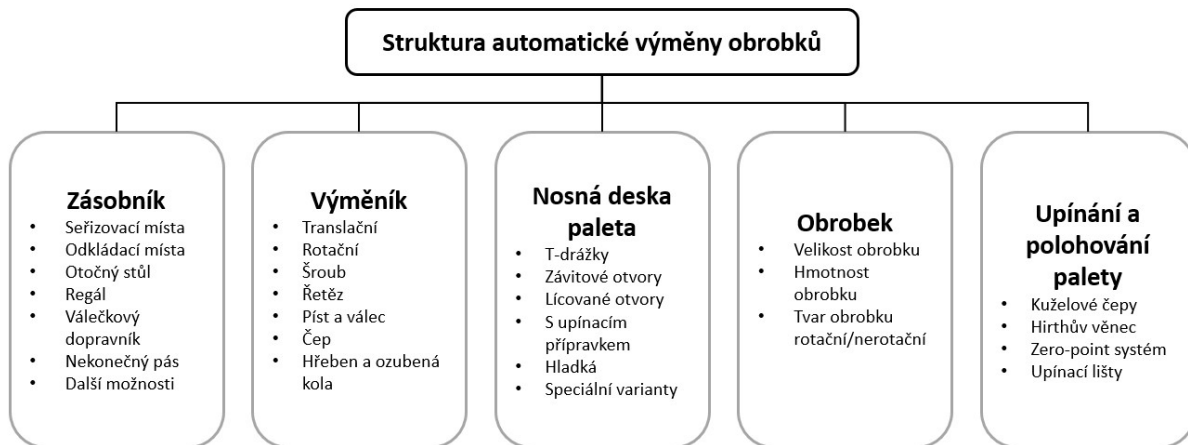 Struktura automatické výměny obrobků
Zásobník
• Seřizovací místa
• Odkládací místa
• Otočný stůl
• Regál
• Válečkový
dopravník
• Nekonečný pás
• Další možnosti
Výměník
• Translační
• Rotační
• Šroub
• Řetěz
• Píst a válec
• Čep
• Hřeben a ozubená
kola
Nosná deska
paleta
• T-drážky
• Závitové otvory
• Lícované otvory
• S upínacím
přípravkem
• Hladká
• Speciální varianty
Obrobek
• Velikost obrobku
• Hmotnost
obrobku
• Tvar obrobku
rotační/nerotační
Upínání a
polohování
palety
• Kuželové čepy
• Hirthův věnec
• Zero-point systém
• Upínací lišty